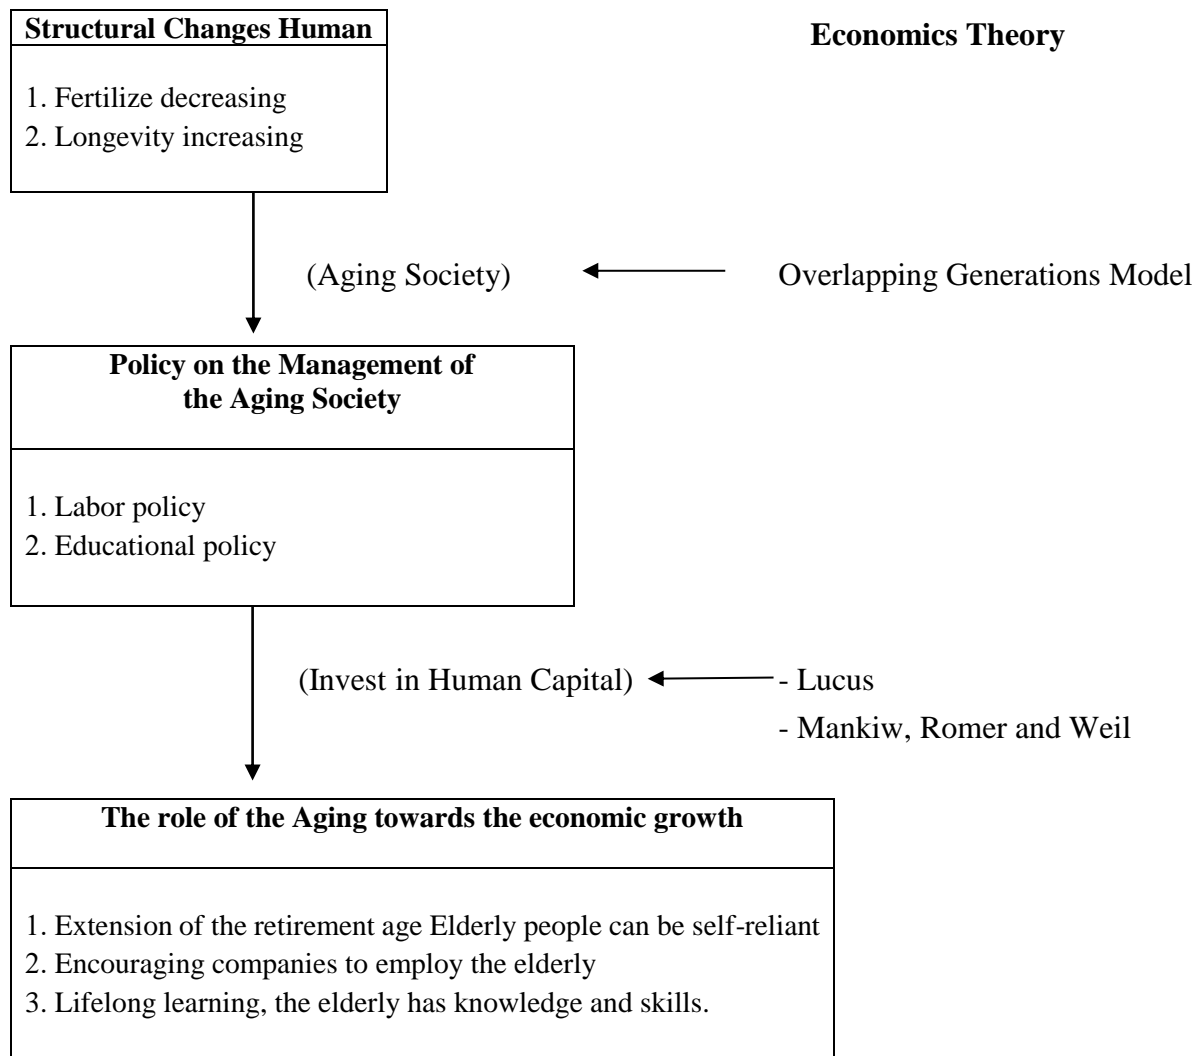 Structural Changes Human
Economics Theory
1. Fertilize decreasing
2. Longevity increasing
(Aging Society)
Overlapping Generations Model
Policy on the Management of
the Aging Society
1. Labor policy
2. Educational policy
(Invest in Human Capital)
- Lucus
- Mankiw, Romer and Weil
The role of the Aging towards the economic growth
1. Extension of the retirement age Elderly people can be self-reliant
2. Encouraging companies to employ the elderly
3. Lifelong learning, the elderly has knowledge and skills.